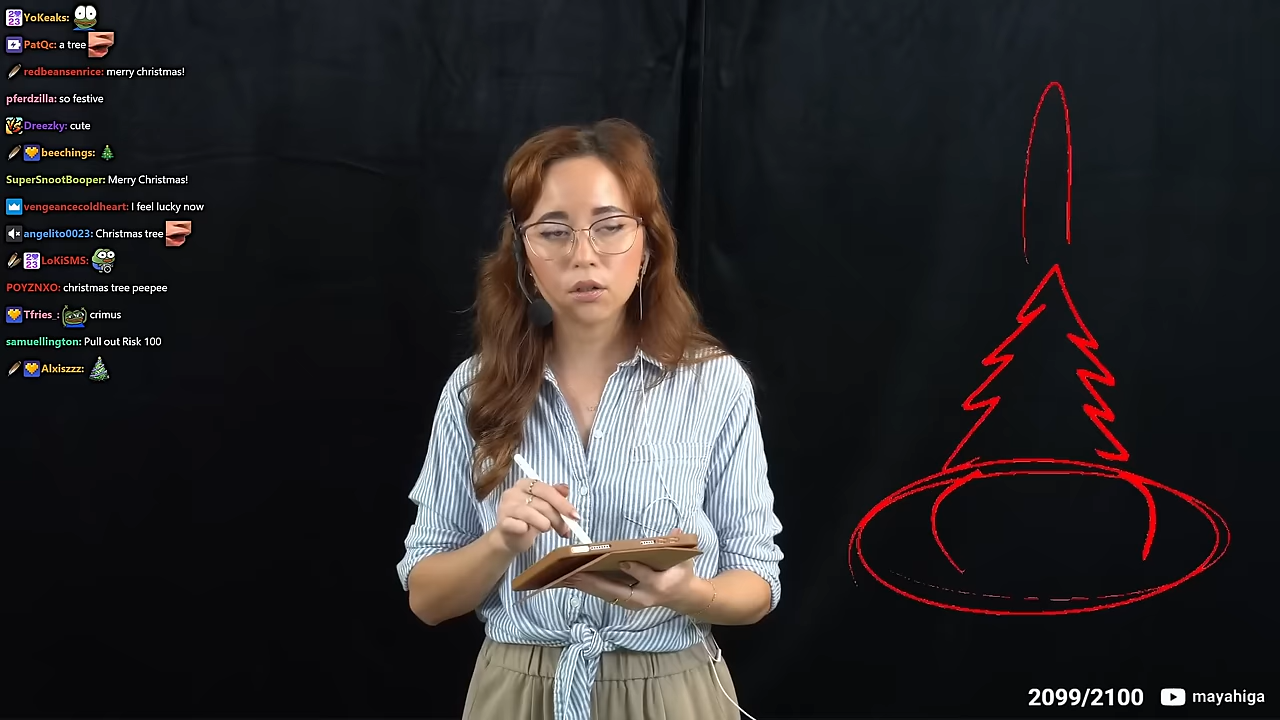 YoKeaks:
PatQc: a tree
redbeansenrice: merry christmas!
pferdzilla: so festive
Dreezky: cute
beechings:
SuperSnootBooper: Merry Christmas!
vengeancecoldheart: I feel lucky now
angelito0023: Christmas tree
LoKiSMS:
POYZNXO: christmas tree peepee
Tfries_: crimus
samuellington: Pull out Risk 100
Alxiszzz:
2099/2100 mayahiga